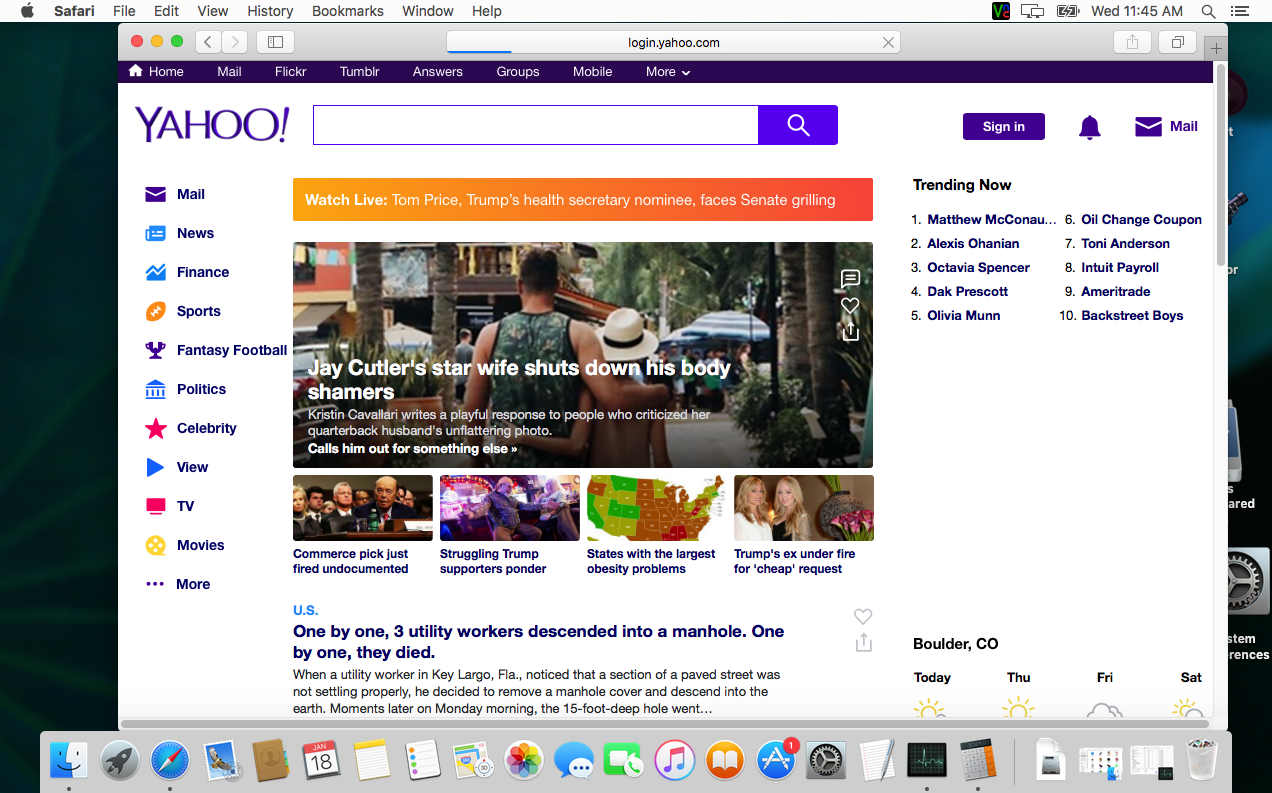 Safari File Edit View History Bookmarks Window Help
Wed 11:45 AM
login.yahoo.com
Home Mail Flickr Tumblr Answers Groups Mobile More
YAHOO!
Sign in
Mail
Mail
News
Finance
Sports
Fantasy Football
Politics
Celebrity
View
TV
Movies
More
Watch Live: Tom Price, Trump's health secretary nominee, faces Senate grilling
Jay Cutler's star wife shuts down his body
shamers
Kristin Cavallari writes a playful response to people who criticized her
quarterback husband's unflattering photo.
Calls him out for something else »
Commerce pick just
fired undocumented
Struggling Trump
supporters ponder
States with the largest
obesity problems
Trump's ex under fire
for 'cheap' request
U.S.
One by one, 3 utility workers descended into a manhole. One
by one, they died.
When a utility worker in Key Largo, Fla., noticed that a section of a paved street was
not settling properly, he decided to remove a manhole cover and descend into the
earth. Moments later on Monday morning, the 15-foot-deep hole went…
Trending Now
1. Matthew McConau...
2. Alexis Ohanian
3. Octavia Spencer
4. Dak Prescott
5. Olivia Munn
6. Oil Change Coupon
7. Toni Anderson
8. Intuit Payroll
9. Ameritrade
10. Backstreet Boys
Boulder, CO
Today Thu Fri Sat
t
or
s
ared
stem
rences
JAN
18
1